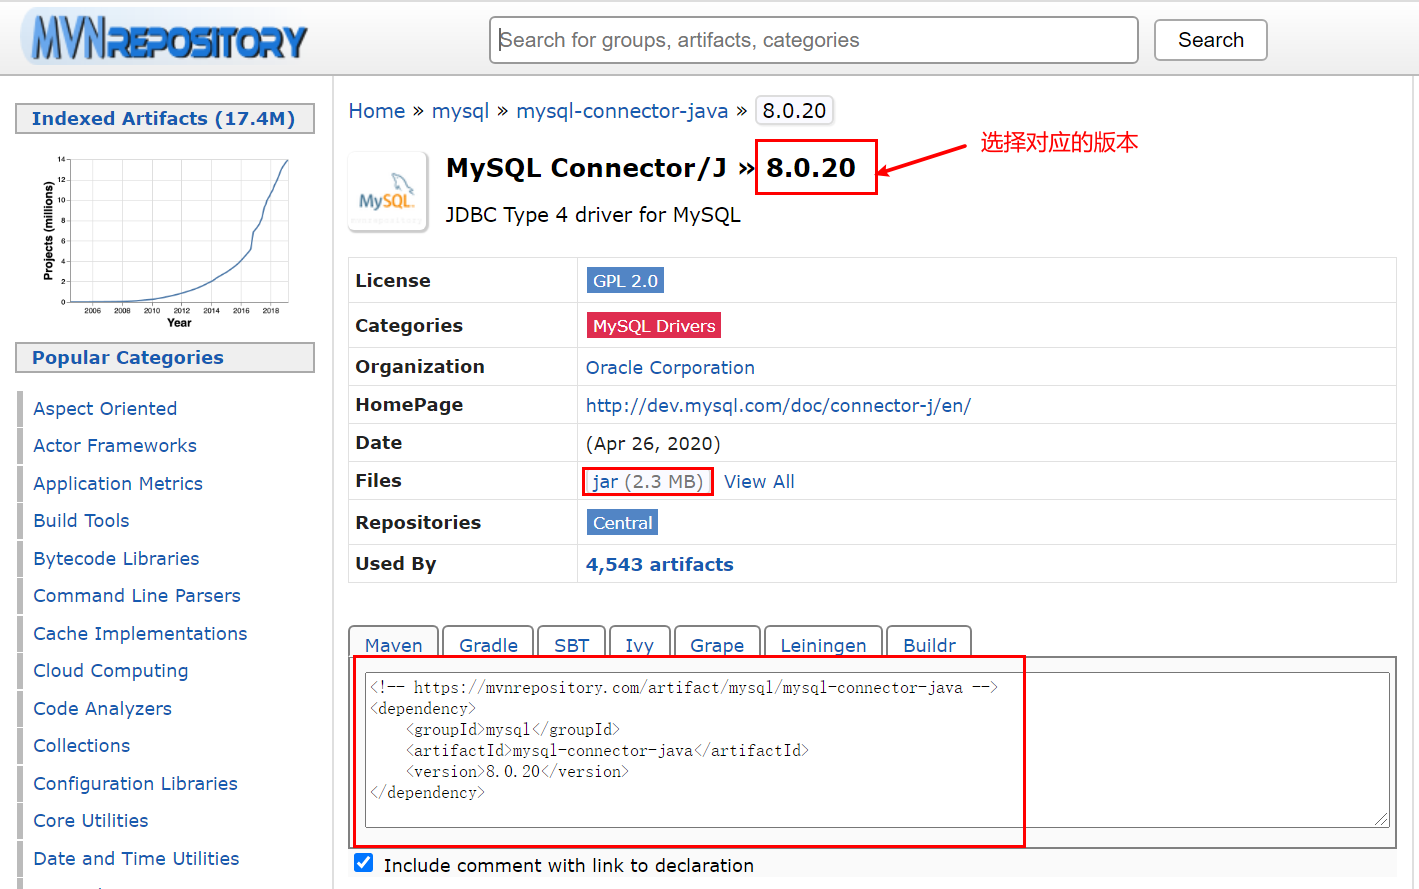 MVNREPOSITORY
Search for groups, artifacts, categories
Search
Indexed Artifacts (17.4M)
Projects (millions)
14
12
10
8
6
4
2
0
2006 2008 2010 2012 2014 2016 2018
Year
Popular Categories
Aspect Oriented
Actor Frameworks
Application Metrics
Build Tools
Bytecode Libraries
Command Line Parsers
Cache Implementations
Cloud Computing
Code Analyzers
Collections
Configuration Libraries
Core Utilities
Date and Time Utilities
Home » mysql » mysql-connector-java » 8.0.20
选择对应的版本
MySQL
MySQL Connector/J » 8.0.20
JDBC Type 4 driver for MySQL
License GPL 2.0
Categories MySQL Drivers
Organization Oracle Corporation
HomePage http://dev.mysql.com/doc/connector-j/en/
Date (Apr 26, 2020)
Files jar (2.3 MB) View All
Repositories Central
Used By 4,543 artifacts
Maven Gradle SBT Ivy Grape Leiningen Buildr
<!-- https://mvnrepository.com/artifact/mysql/mysql-connector-java -->
<dependency>
    <groupId>mysql</groupId>
    <artifactId>mysql-connector-java</artifactId>
    <version>8.0.20</version>
</dependency>
Include comment with link to declaration